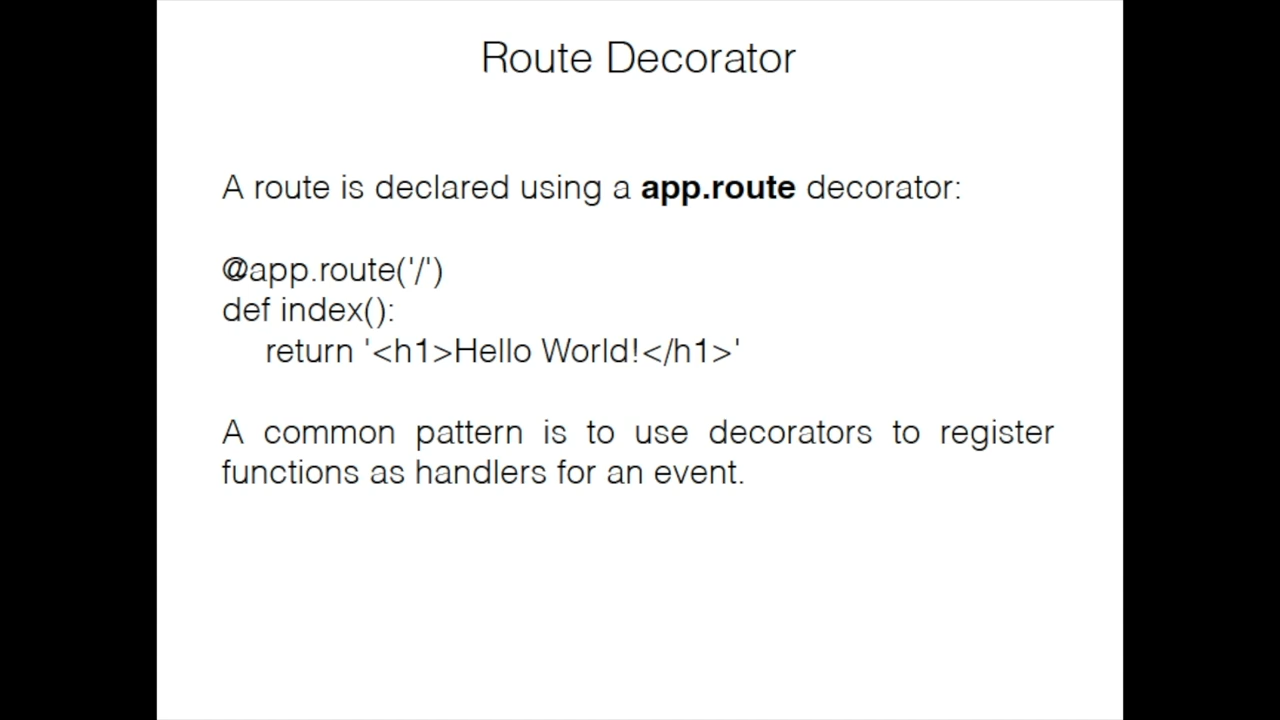 Route Decorator
A route is declared using a app.route decorator:
@app.route('/')
def index():
return '<h1>Hello World!</h1>'
A common pattern is to use decorators to register
functions as handlers for an event.